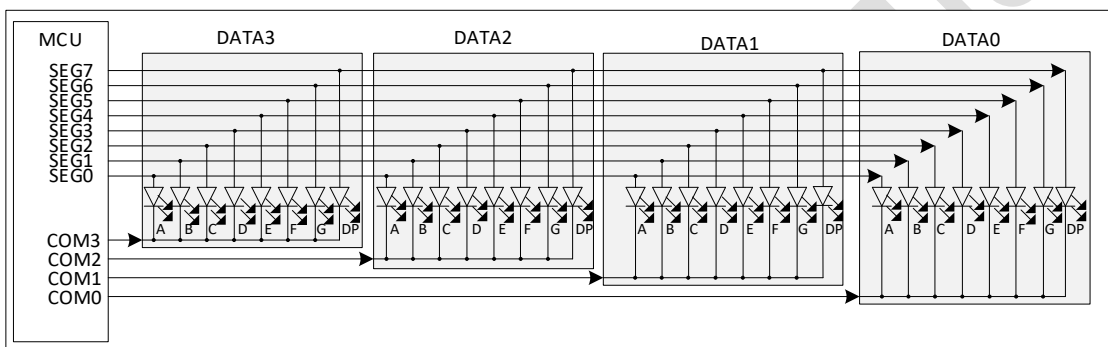 MCU
DATA3
DATA2
DATA1
DATA0
SEG7
SEG6
SEG5
SEG4
SEG3
SEG2
SEG1
SEG0
A B C D E F G DP
A B C D E F G DP
A B C D E F G DP
A B C D E F G DP
COM3
COM2
COM1
COM0